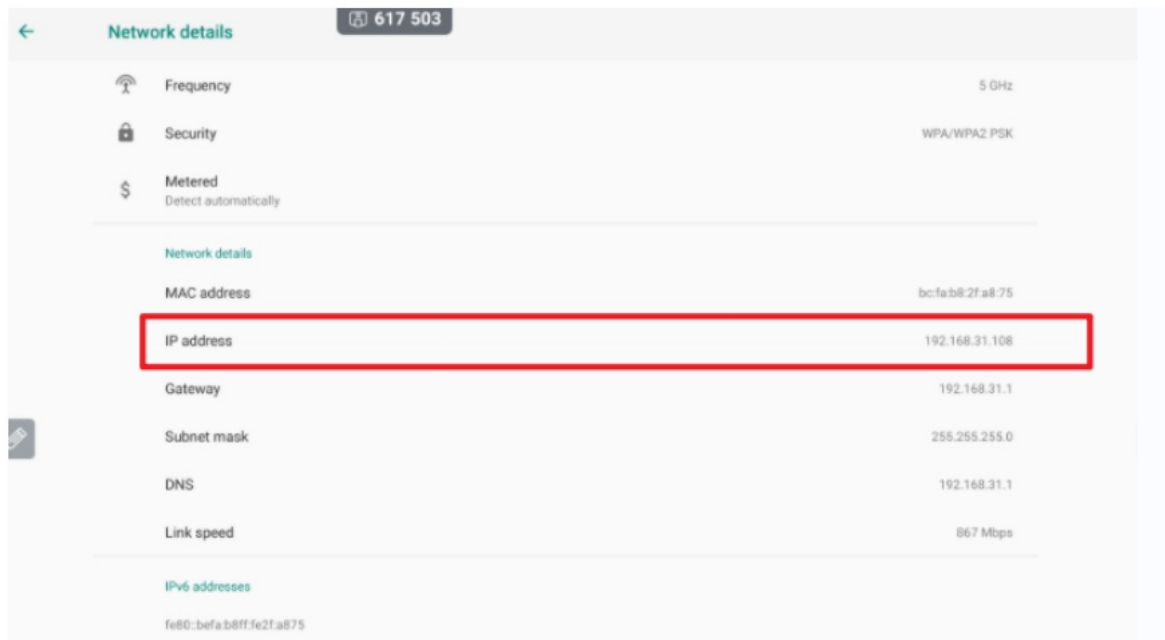 617 503
Network details
Frequency 5 GHz
Security WPA/WPA2 PSK
Metered
Detect automatically
Network details
MAC address bc:fa:b8:2f:a8:75
IP address 192.168.31.108
Gateway 192.168.31.1
Subnet mask 255.255.255.0
DNS 192.168.31.1
Link speed 867 Mbps
IPv6 addresses
fe80::befa:b8ff:fe2f:a875